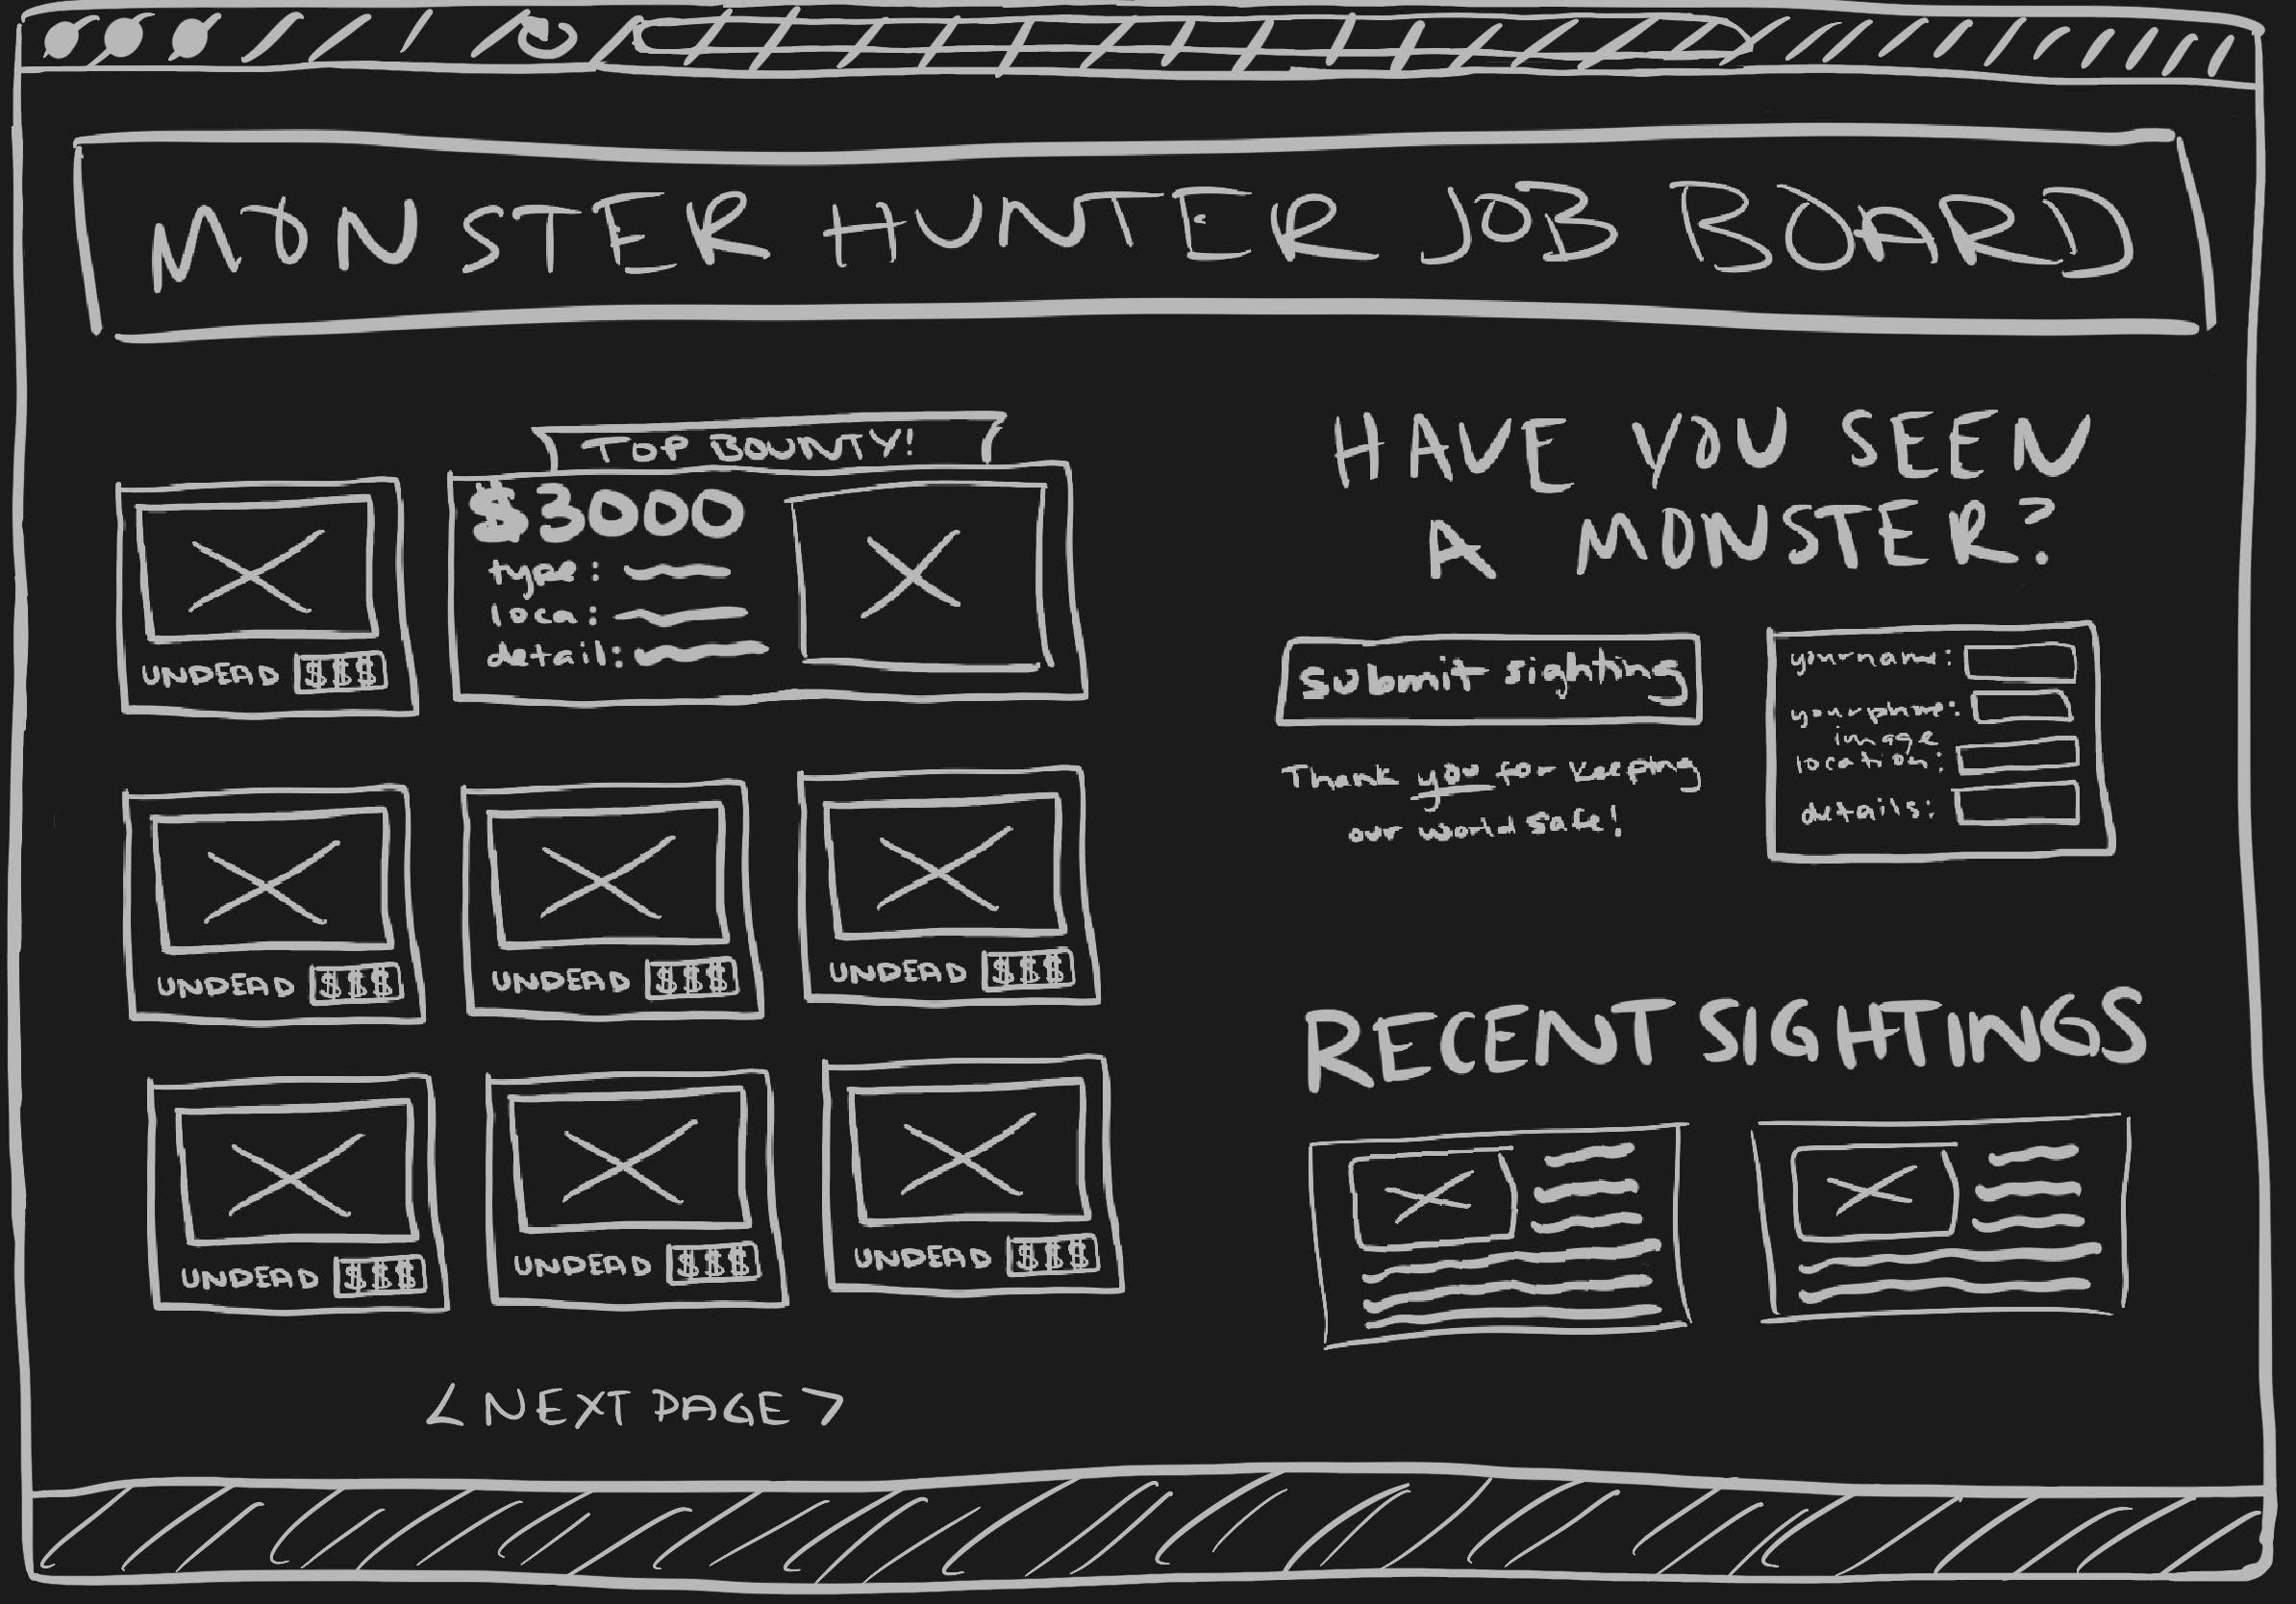 MONSTER HUNTER JOB BOARD
TOP BOUNTY!
$3000
type:
loca:
detail:
UNDEAD $$$
UNDEAD $$$
UNDEAD $$$
UNDEAD $$$
UNDEAD $$$
UNDEAD $$$
UNDEAD $$$
< NEXT PAGE >
HAVE YOU SEEN
A MONSTER?
submit sighting
Thank you for keeping
our world safe!
your name:
your phone:
image
location:
details:
RECENT SIGHTINGS